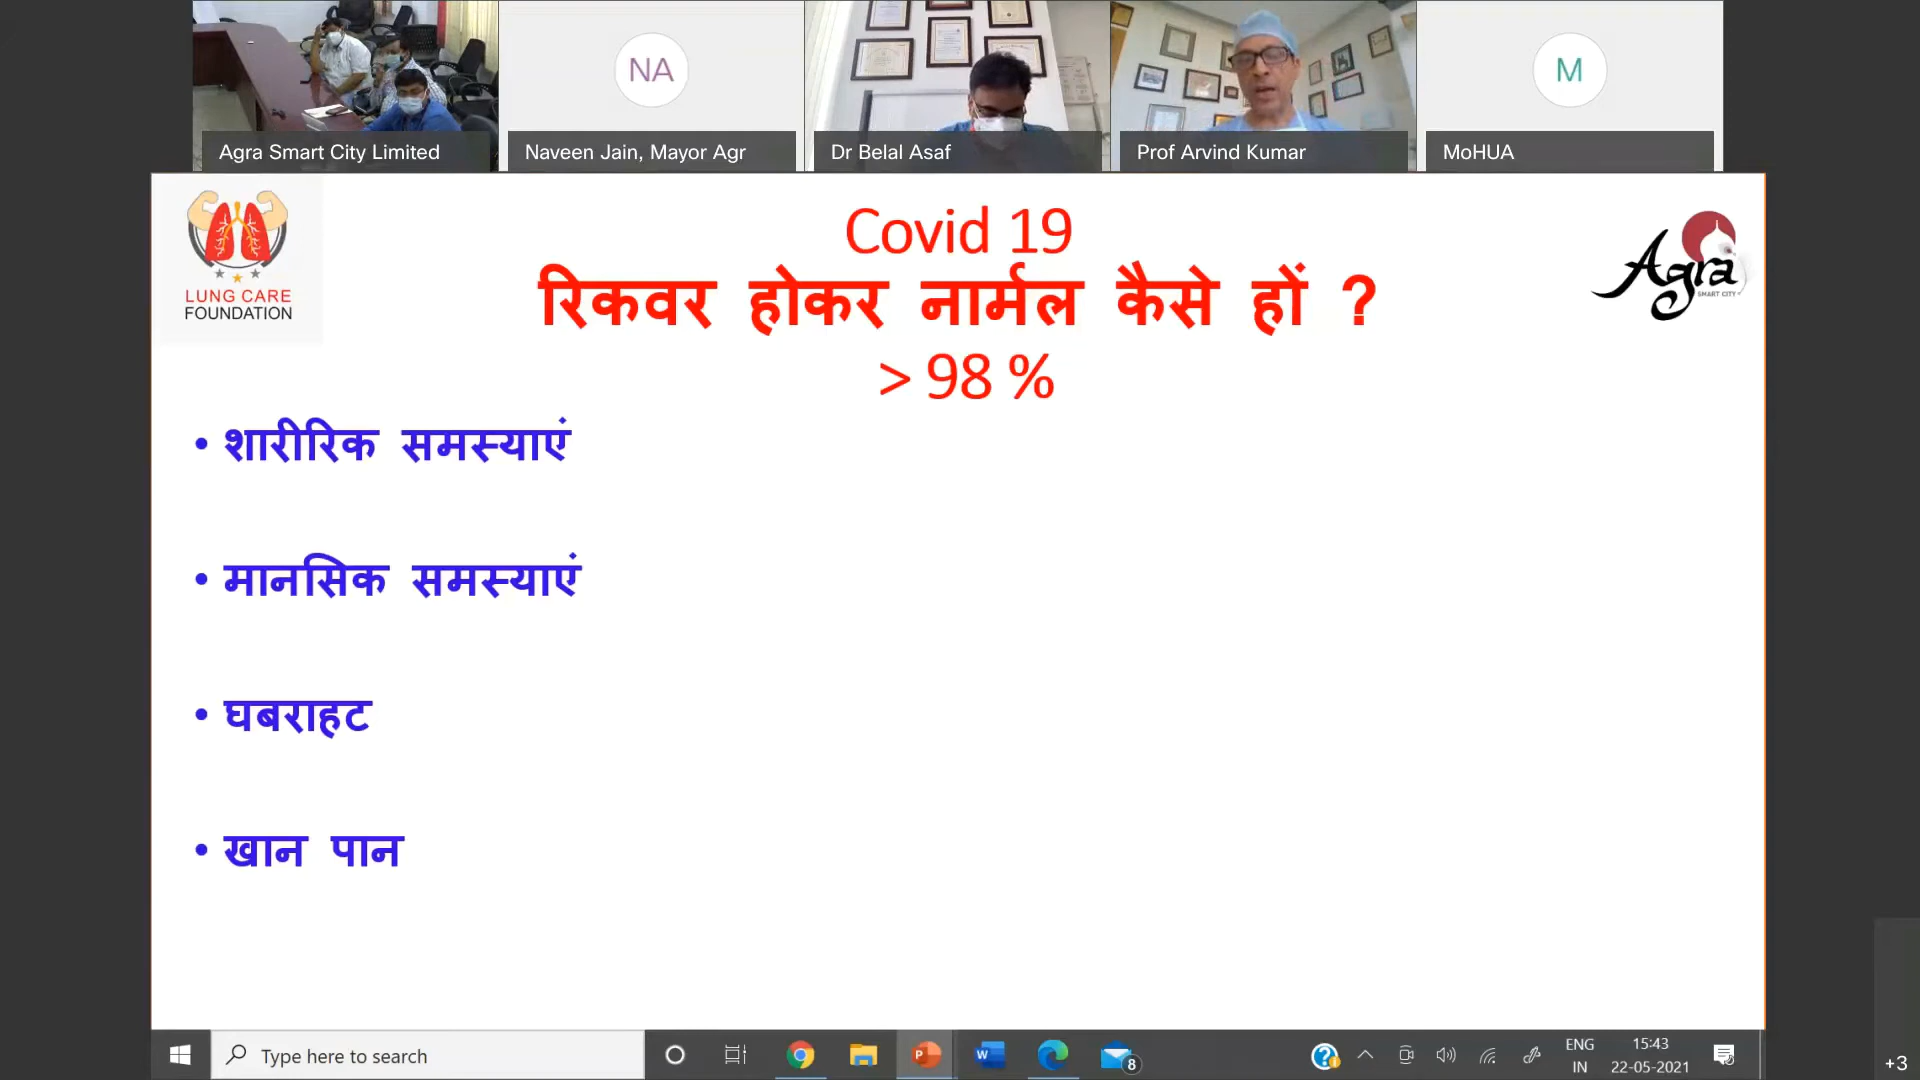 Agra Smart City Limited
NA
Naveen Jain, Mayor Agr
Dr Belal Asaf
Prof Arvind Kumar
M
MoHUA
LUNG CARE
FOUNDATION
Covid 19
रिकवर होकर नार्मल कैसे हों ?
> 98 %
Agra
SMART CITY
• शारीरिक समस्याएं
• मानसिक समस्याएं
• घबराहट
• खान पान
Type here to search
8
ENG
IN
15:43
22-05-2021
+3